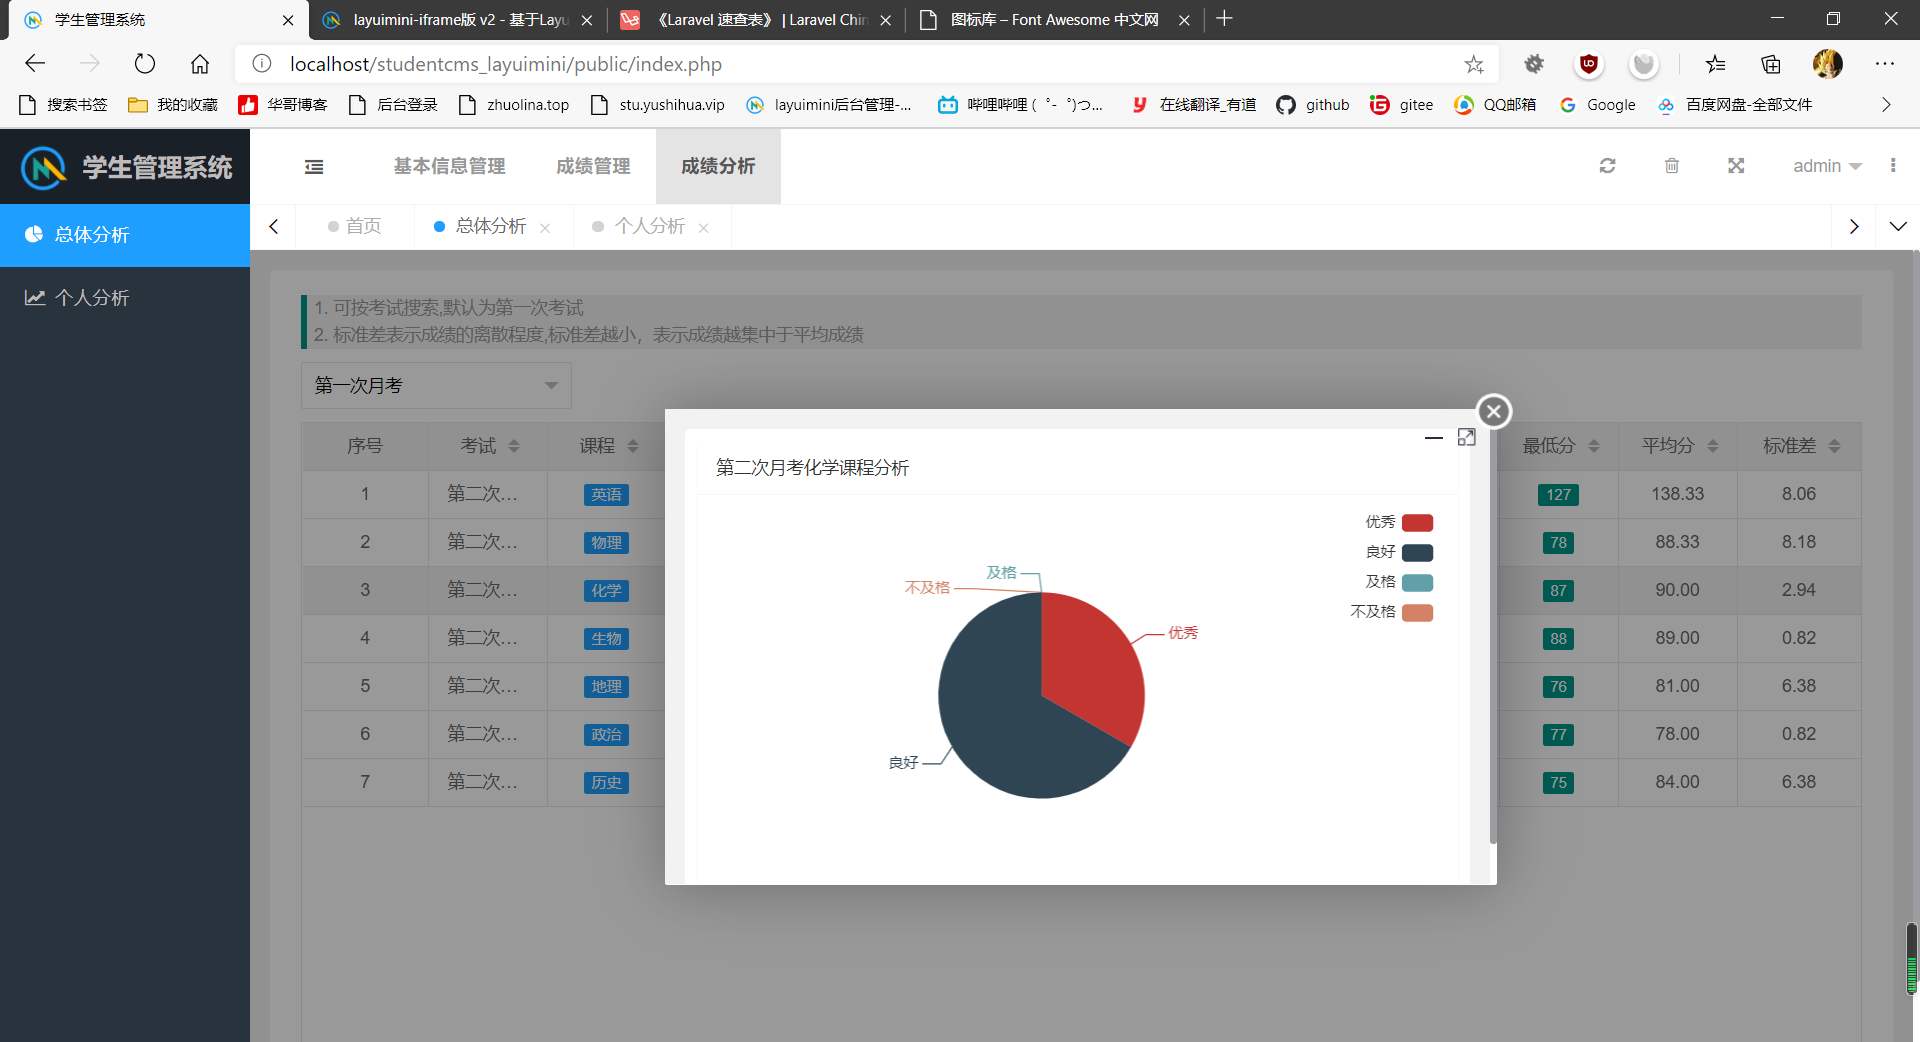 学生管理系统
layuimini-iframe版 v2 - 基于Layu
《Laravel 速查表》 | Laravel Chin
图标库 – Font Awesome 中文网
localhost/studentcms_layuimini/public/index.php
搜索书签
我的收藏
华哥博客
后台登录
zhuolina.top
stu.yushihua.vip
layuimini后台管理-...
哔哩哔哩 ( ゜- ゜)つ...
在线翻译_有道
github
gitee
QQ邮箱
Google
百度网盘-全部文件
学生管理系统
基本信息管理
成绩管理
成绩分析
admin
总体分析
个人分析
首页
总体分析
个人分析
1. 可按考试搜索,默认为第一次考试
2. 标准差表示成绩的离散程度,标准差越小，表示成绩越集中于平均成绩
第一次月考
序号 考试 课程 最低分 平均分 标准差
1 第二次... 英语 127 138.33 8.06
2 第二次... 物理 78 88.33 8.18
3 第二次... 化学 87 90.00 2.94
4 第二次... 生物 88 89.00 0.82
5 第二次... 地理 76 81.00 6.38
6 第二次... 政治 77 78.00 0.82
7 第二次... 历史 75 84.00 6.38
第二次月考化学课程分析
优秀
良好
及格
不及格
及格
不及格
优秀
良好